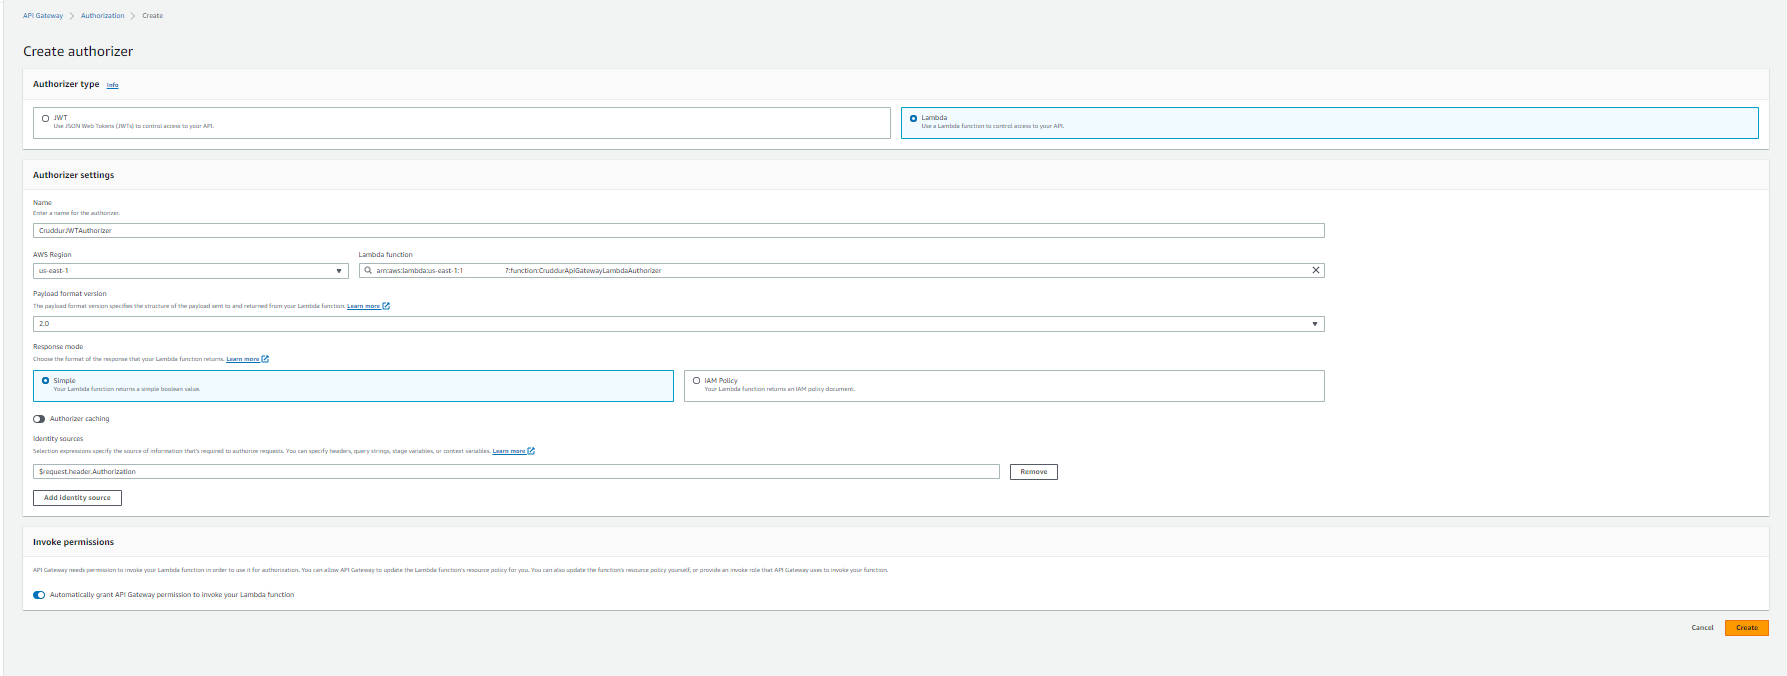 API Gateway > Authorization > Create
Create authorizer
Authorizer type Info
JWT
Use JSON Web Tokens (JWTs) to control access to your API.
Lambda
Use a Lambda function to control access to your API.
Authorizer settings
Name
Enter a name for the authorizer.
CruddurJWTAuthorizer
AWS Region
us-east-1
Lambda function
arn:aws:lambda:us-east-1:1 7:function:CruddurApiGatewayLambdaAuthorizer
Payload format version
The payload format version specifies the structure of the payload sent to and returned from your Lambda function. Learn more
2.0
Response mode
Choose the format of the response that your Lambda function returns. Learn more
Simple
Your Lambda function returns a simple boolean value.
IAM Policy
Your Lambda function returns an IAM policy document.
Authorizer caching
Identity sources
Selection expressions specify the source of information that's required to authorize requests. You can specify headers, query strings, stage variables, or context variables. Learn more
$request.header.Authorization
Remove
Add identity source
Invoke permissions
API Gateway needs permission to invoke your Lambda function in order to use it for authorization. You can allow API Gateway to update the Lambda function's resource policy for you. You can also update the function's resource policy yourself, or provide an invoke role that API Gateway uses to invoke your function.
Automatically grant API Gateway permission to invoke your Lambda function
Cancel
Create